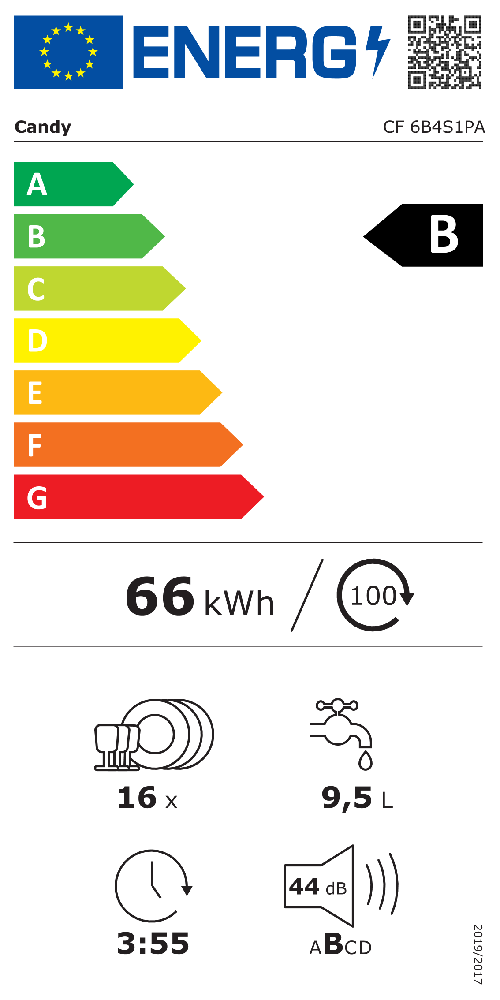 ENERG
Candy CF 6B4S1PA
A
B
B
C
D
E
F
G
66 kWh / 100
16 x 9,5 L
44 dB
3:55 ABCD
2019/2017